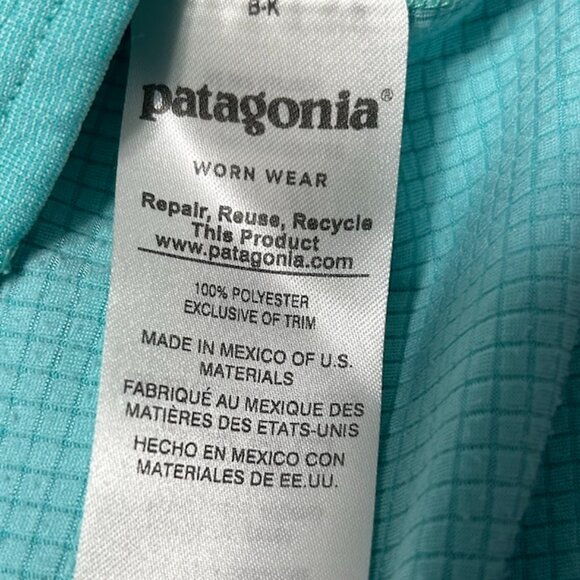 B-K
patagonia®
WORN WEAR
Repair, Reuse, Recycle
This Product
www.patagonia.com
100% POLYESTER
EXCLUSIVE OF TRIM
MADE IN MEXICO OF U.S.
MATERIALS
FABRIQUÉ AU MEXIQUE DES
MATIÈRES DES ETATS-UNIS
HECHO EN MÉXICO CON
MATERIALES DE EE.UU.